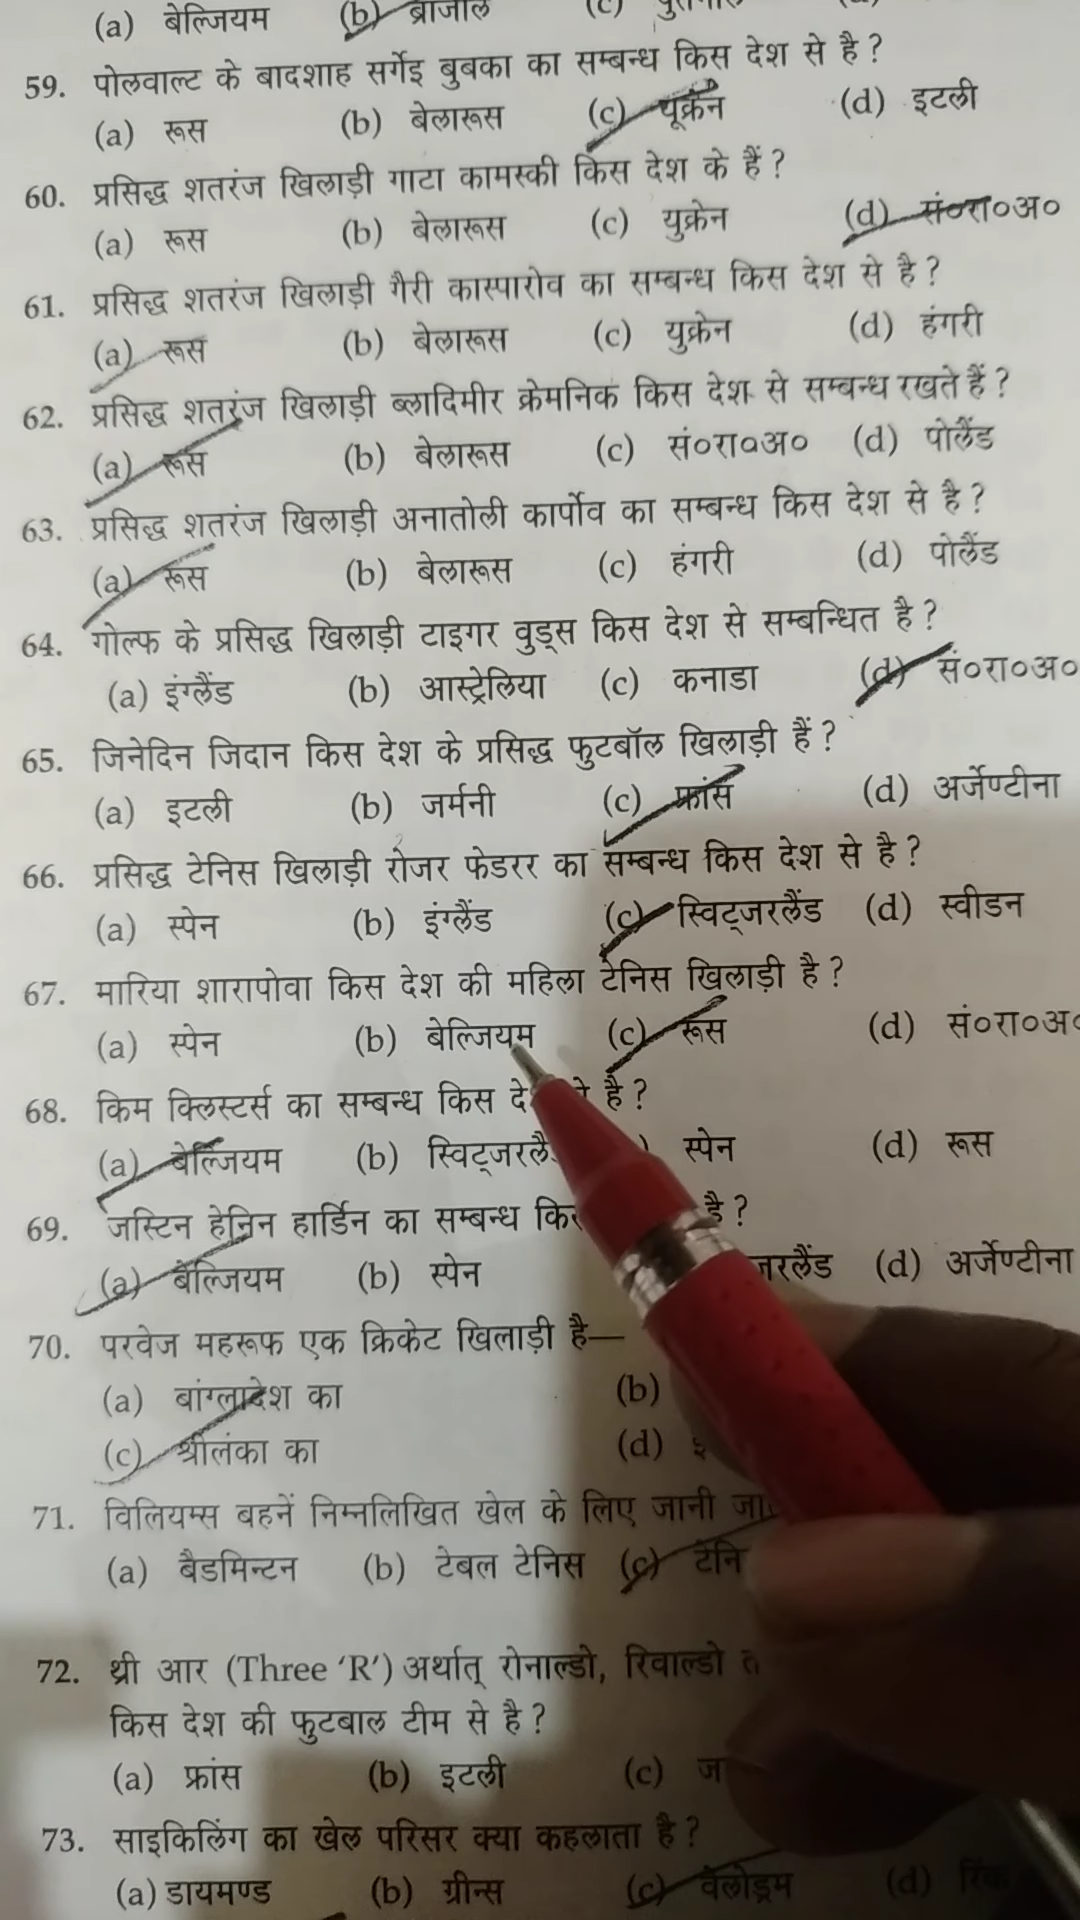 (a) बेल्जियम (b) ब्राजील (c)
59. पोलवाल्ट के बादशाह सर्गेइ बुबका का सम्बन्ध किस देश से है ?
(a) रूस (b) बेलारूस (c) यूक्रेन (d) इटली
60. प्रसिद्ध शतरंज खिलाड़ी गाटा कामस्की किस देश के हैं ?
(a) रूस (b) बेलारूस (c) युक्रेन (d) सं०रा०अ०
61. प्रसिद्ध शतरंज खिलाड़ी गैरी कास्पारोव का सम्बन्ध किस देश से है ?
(a) रूस (b) बेलारूस (c) युक्रेन (d) हंगरी
62. प्रसिद्ध शतरंज खिलाड़ी ब्लादिमीर क्रेमनिक किस देश से सम्बन्ध रखते हैं ?
(a) रूस (b) बेलारूस (c) सं०रा०अ० (d) पोलैंड
63. प्रसिद्ध शतरंज खिलाड़ी अनातोली कार्पोव का सम्बन्ध किस देश से है ?
(a) रूस (b) बेलारूस (c) हंगरी (d) पोलैंड
64. गोल्फ के प्रसिद्ध खिलाड़ी टाइगर वुड्स किस देश से सम्बन्धित है ?
(a) इंग्लैंड (b) आस्ट्रेलिया (c) कनाडा (d) सं०रा०अ०
65. जिनेदिन जिदान किस देश के प्रसिद्ध फुटबॉल खिलाड़ी हैं ?
(a) इटली (b) जर्मनी (c) फ्रांस (d) अर्जेण्टीना
66. प्रसिद्ध टेनिस खिलाड़ी रोजर फेडरर का सम्बन्ध किस देश से है ?
(a) स्पेन (b) इंग्लैंड (c) स्विट्जरलैंड (d) स्वीडन
67. मारिया शारापोवा किस देश की महिला टेनिस खिलाड़ी है ?
(a) स्पेन (b) बेल्जियम (c) रूस (d) सं०रा०अ०
68. किम क्लिस्टर्स का सम्बन्ध किस दे से है ?
(a) बेल्जियम (b) स्विट्जरलैं ) स्पेन (d) रूस
69. जस्टिन हेनिन हार्डिन का सम्बन्ध किस है ?
(a) बेल्जियम (b) स्पेन जरलैंड (d) अर्जेण्टीना
70. परवेज महरूफ एक क्रिकेट खिलाड़ी है—
(a) बांग्लादेश का (b)
(c) श्रीलंका का (d)
71. विलियम्स बहनें निम्नलिखित खेल के लिए जानी जा
(a) बैडमिन्टन (b) टेबल टेनिस (c) टेनि
72. थ्री आर (Three ‘R’) अर्थात् रोनाल्डो, रिवाल्डो
किस देश की फुटबाल टीम से है ?
(a) फ्रांस (b) इटली (c) ज
73. साइकिलिंग का खेल परिसर क्या कहलाता है ?
(a) डायमण्ड (b) ग्रीन्स (c) वेलोड्रम (d) रिंक